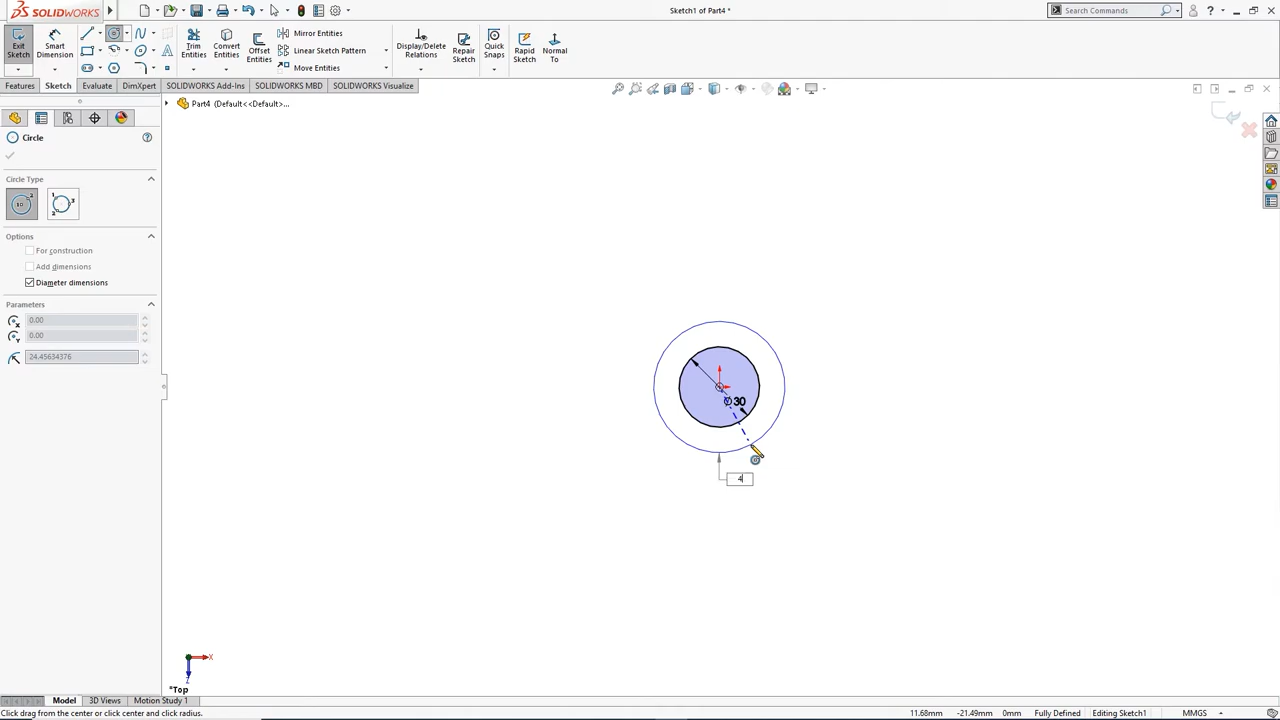 SOLIDWORKS
Sketch1 of Part4 *
Search Commands
Exit Sketch
Smart Dimension
Trim Entities
Convert Entities
Offset Entities
Mirror Entities
Linear Sketch Pattern
Move Entities
Display/Delete Relations
Repair Sketch
Quick Snaps
Rapid Sketch
Normal To
Features
Sketch
Evaluate
DimXpert
SOLIDWORKS Add-Ins
SOLIDWORKS MBD
SOLIDWORKS Visualize
Part4 (Default<<Default>...
Circle
Circle Type
Options
For construction
Add dimensions
Diameter dimensions
Parameters
0.00
0.00
24.45634376
Ø30
4
X
Z
*Top
Model
3D Views
Motion Study 1
Click drag from the center or click center and click radius.
11.68mm
-21.49mm
0mm
Fully Defined
Editing Sketch1
MMGS